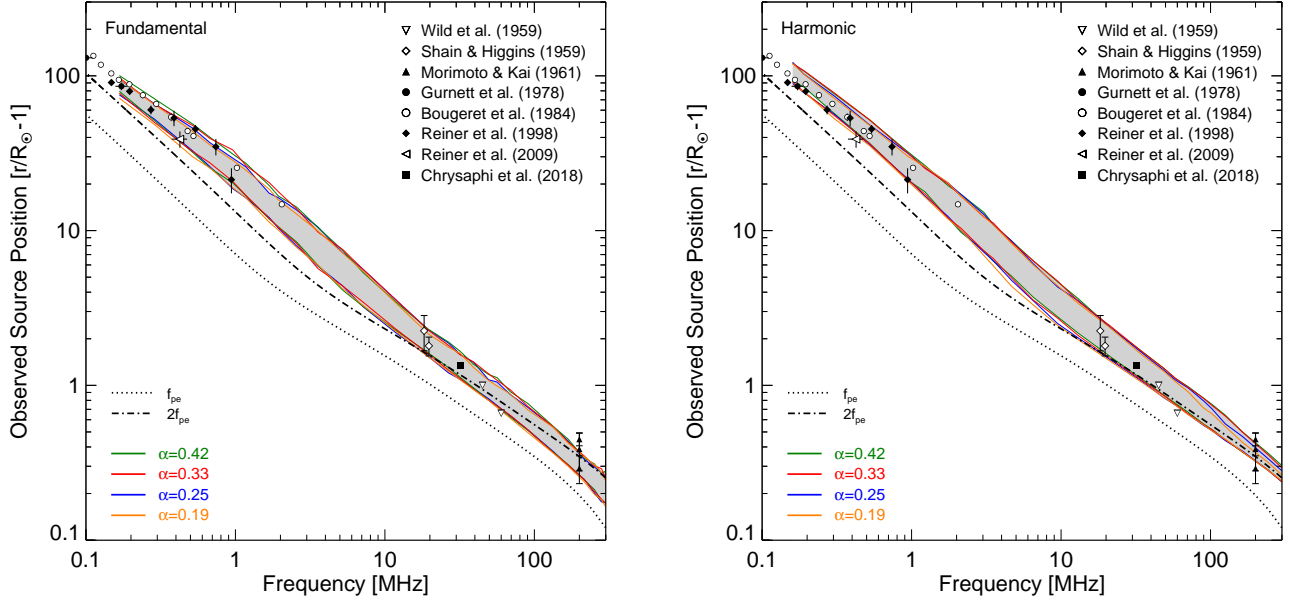 Fundamental
Wild et al. (1959)
Shain & Higgins (1959)
Morimoto & Kai (1961)
Gurnett et al. (1978)
Bougeret et al. (1984)
Reiner et al. (1998)
Reiner et al. (2009)
Chrysaphi et al. (2018)
100
10
1
0.1
Observed Source Position [r/R☉-1]
fpe
2fpe
α=0.42
α=0.33
α=0.25
α=0.19
0.1 1 10 100
Frequency [MHz]
Harmonic
Wild et al. (1959)
Shain & Higgins (1959)
Morimoto & Kai (1961)
Gurnett et al. (1978)
Bougeret et al. (1984)
Reiner et al. (1998)
Reiner et al. (2009)
Chrysaphi et al. (2018)
100
10
1
0.1
Observed Source Position [r/R☉-1]
fpe
2fpe
α=0.42
α=0.33
α=0.25
α=0.19
0.1 1 10 100
Frequency [MHz]